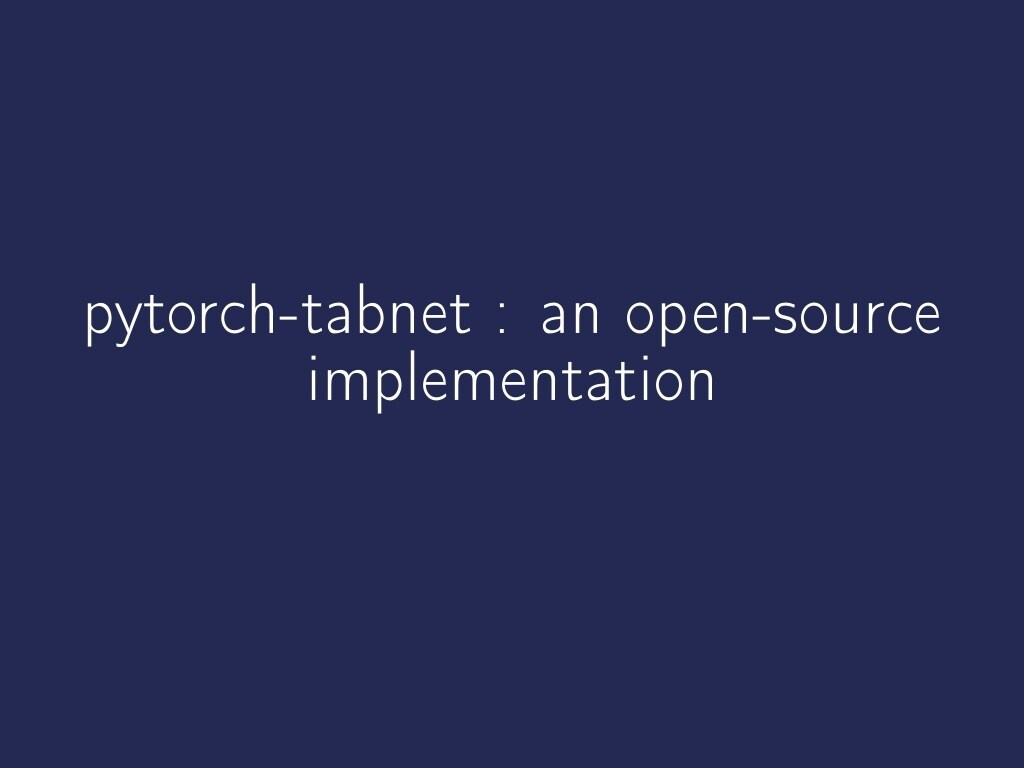 pytorch-tabnet : an open-source
implementation